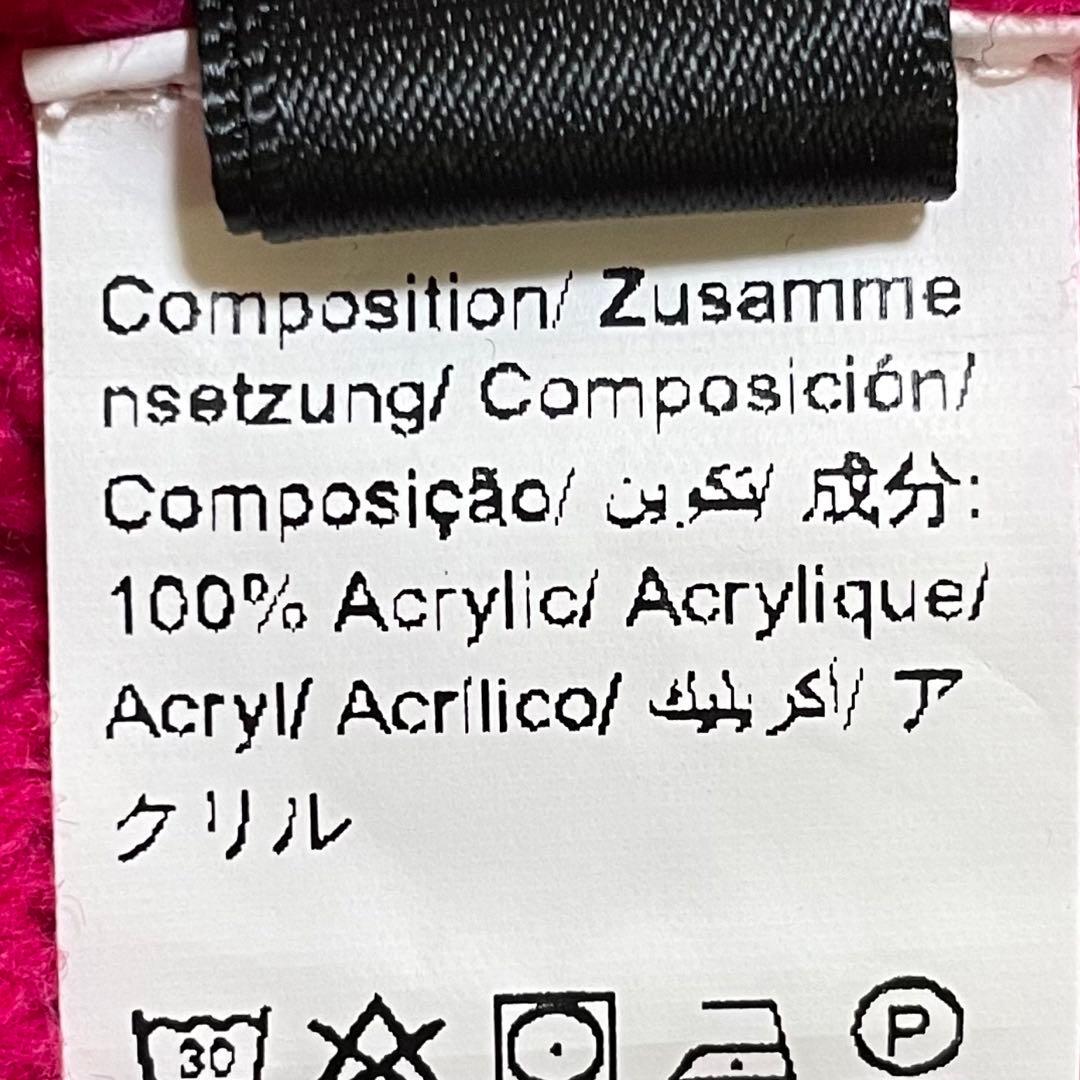 Composition/ Zusamme
nsetzung/ Composición/
Composição/ تكوين/ 成分:
100% Acrylic/ Acrylique/
Acryl/ Acrílico/ أكريليك/ ア
クリル
30 P